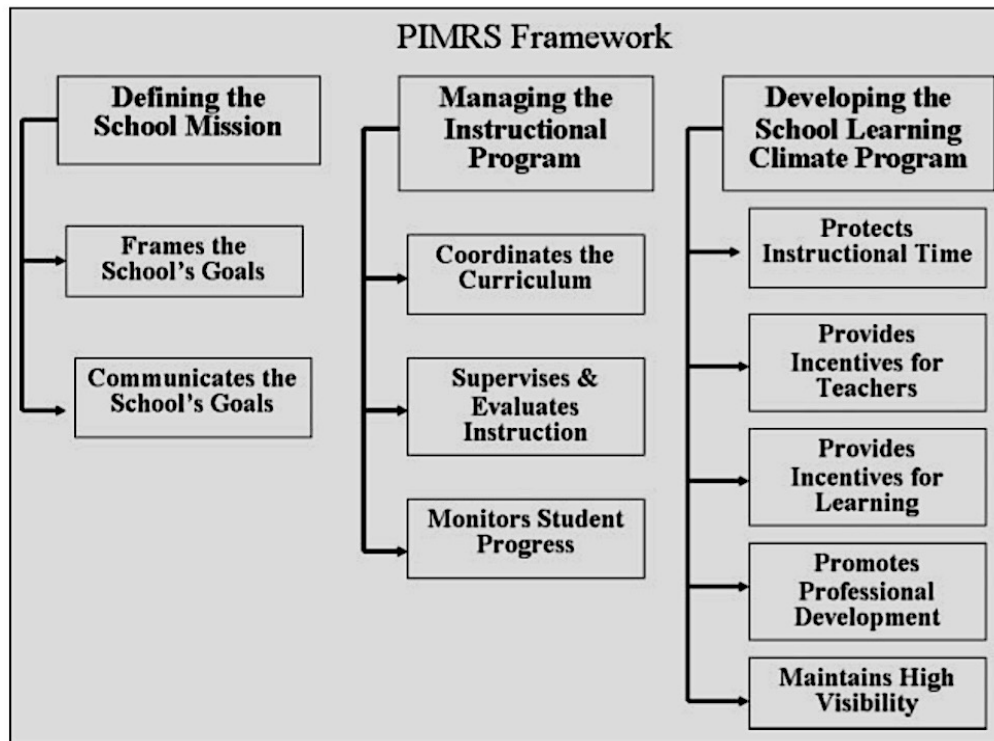 PIMRS Framework
Defining the
School Mission
Frames the
School's Goals
Communicates the
School's Goals
Managing the
Instructional
Program
Coordinates the
Curriculum
Supervises &
Evaluates
Instruction
Monitors Student
Progress
Developing the
School Learning
Climate Program
Protects
Instructional Time
Provides
Incentives for
Teachers
Provides
Incentives for
Learning
Promotes
Professional
Development
Maintains High
Visibility